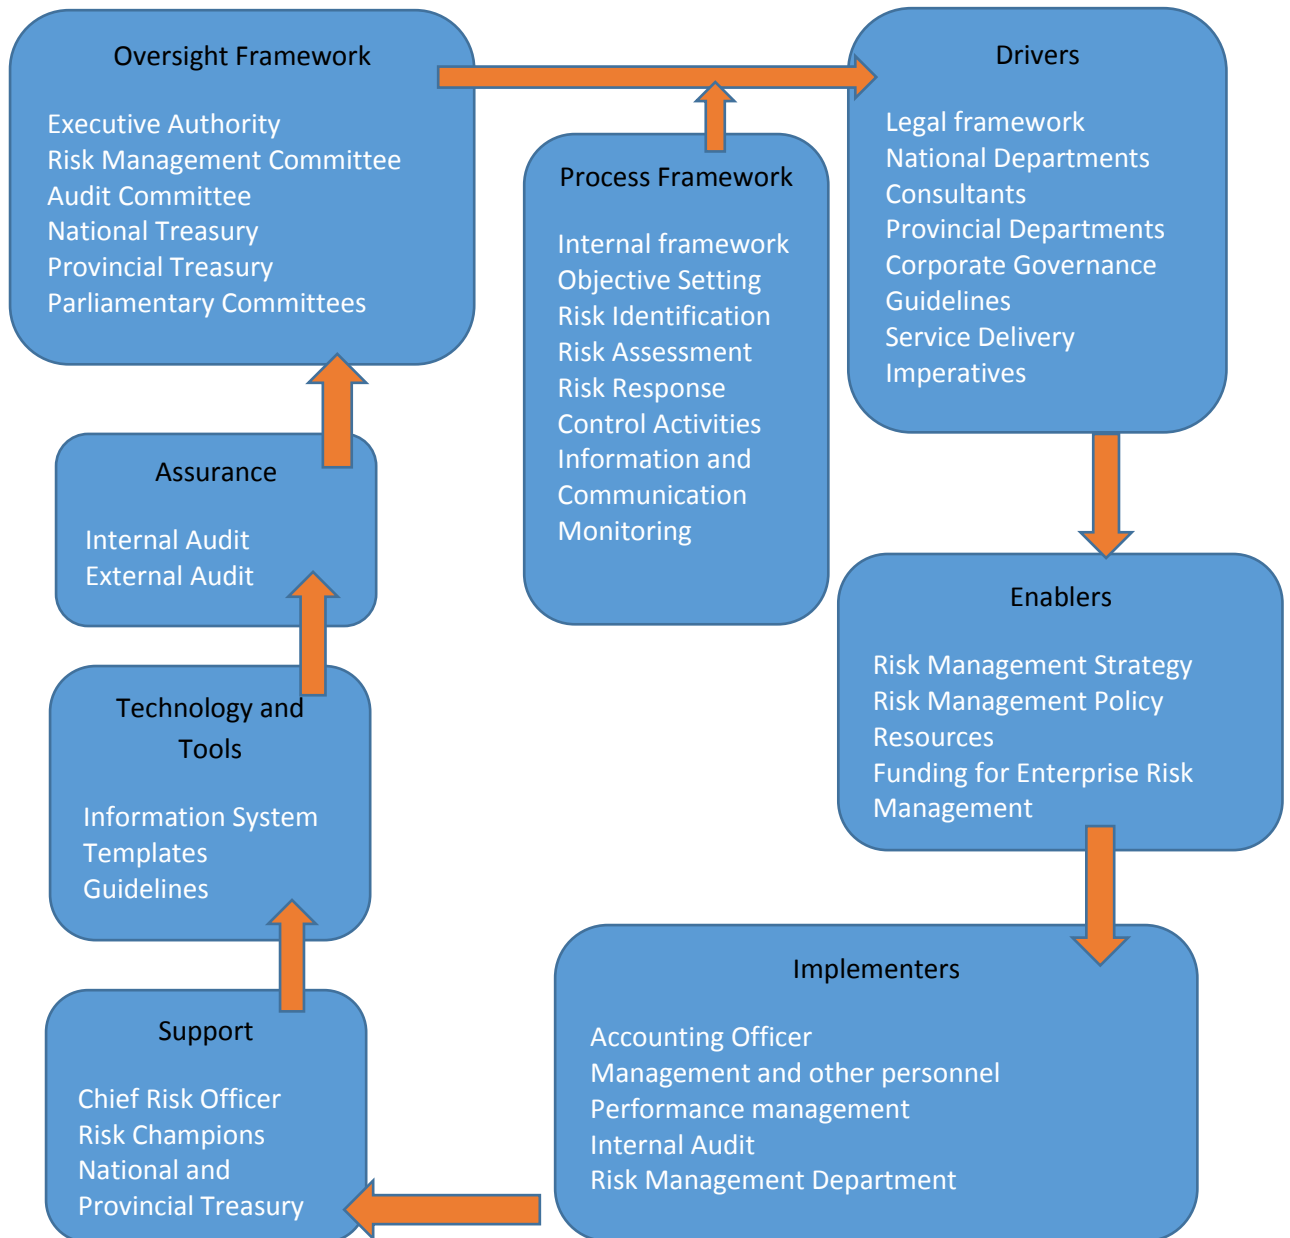 Oversight Framework
Executive Authority
Risk Management Committee
Audit Committee
National Treasury
Provincial Treasury
Parliamentary Committees
Process Framework
Internal framework
Objective Setting
Risk Identification
Risk Assessment
Risk Response
Control Activities
Information and
Communication
Monitoring
Drivers
Legal framework
National Departments
Consultants
Provincial Departments
Corporate Governance
Guidelines
Service Delivery
Imperatives
Enablers
Risk Management Strategy
Risk Management Policy
Resources
Funding for Enterprise Risk
Management
Implementers
Accounting Officer
Management and other personnel
Performance management
Internal Audit
Risk Management Department
Support
Chief Risk Officer
Risk Champions
National and
Provincial Treasury
Technology and
Tools
Information System
Templates
Guidelines
Assurance
Internal Audit
External Audit